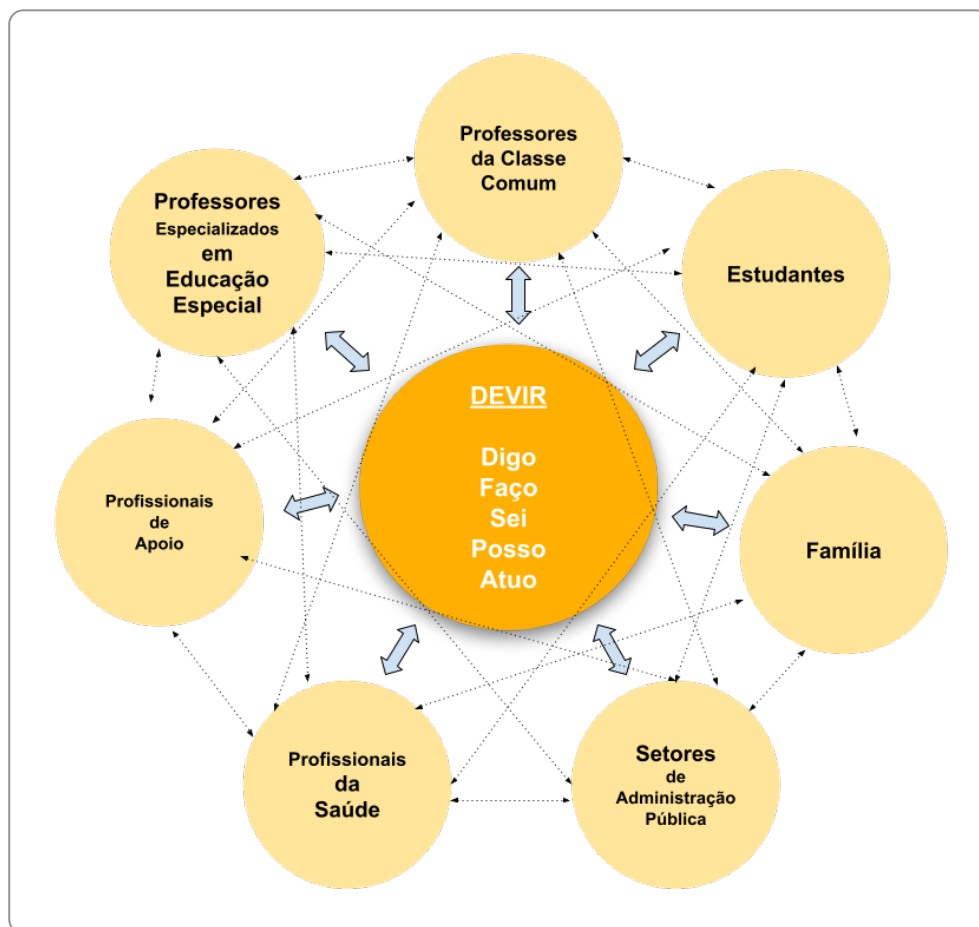 Professores
da Classe
Comum
Professores
Especializados
em
Educação
Especial
Estudantes
DEVIR
Digo
Faço
Sei
Posso
Atuo
Profissionais
de
Apoio
Família
Profissionais
da
Saúde
Setores
de
Administração
Pública